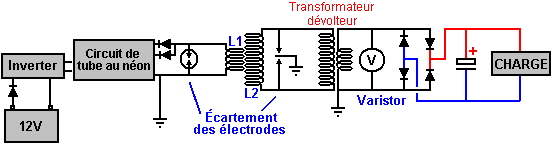 Transformateur
dévolteur
Circuit de
tube au néon
L1
Inverter
V
+
CHARGE
L2
12V
Écartement
des électrodes
Varistor